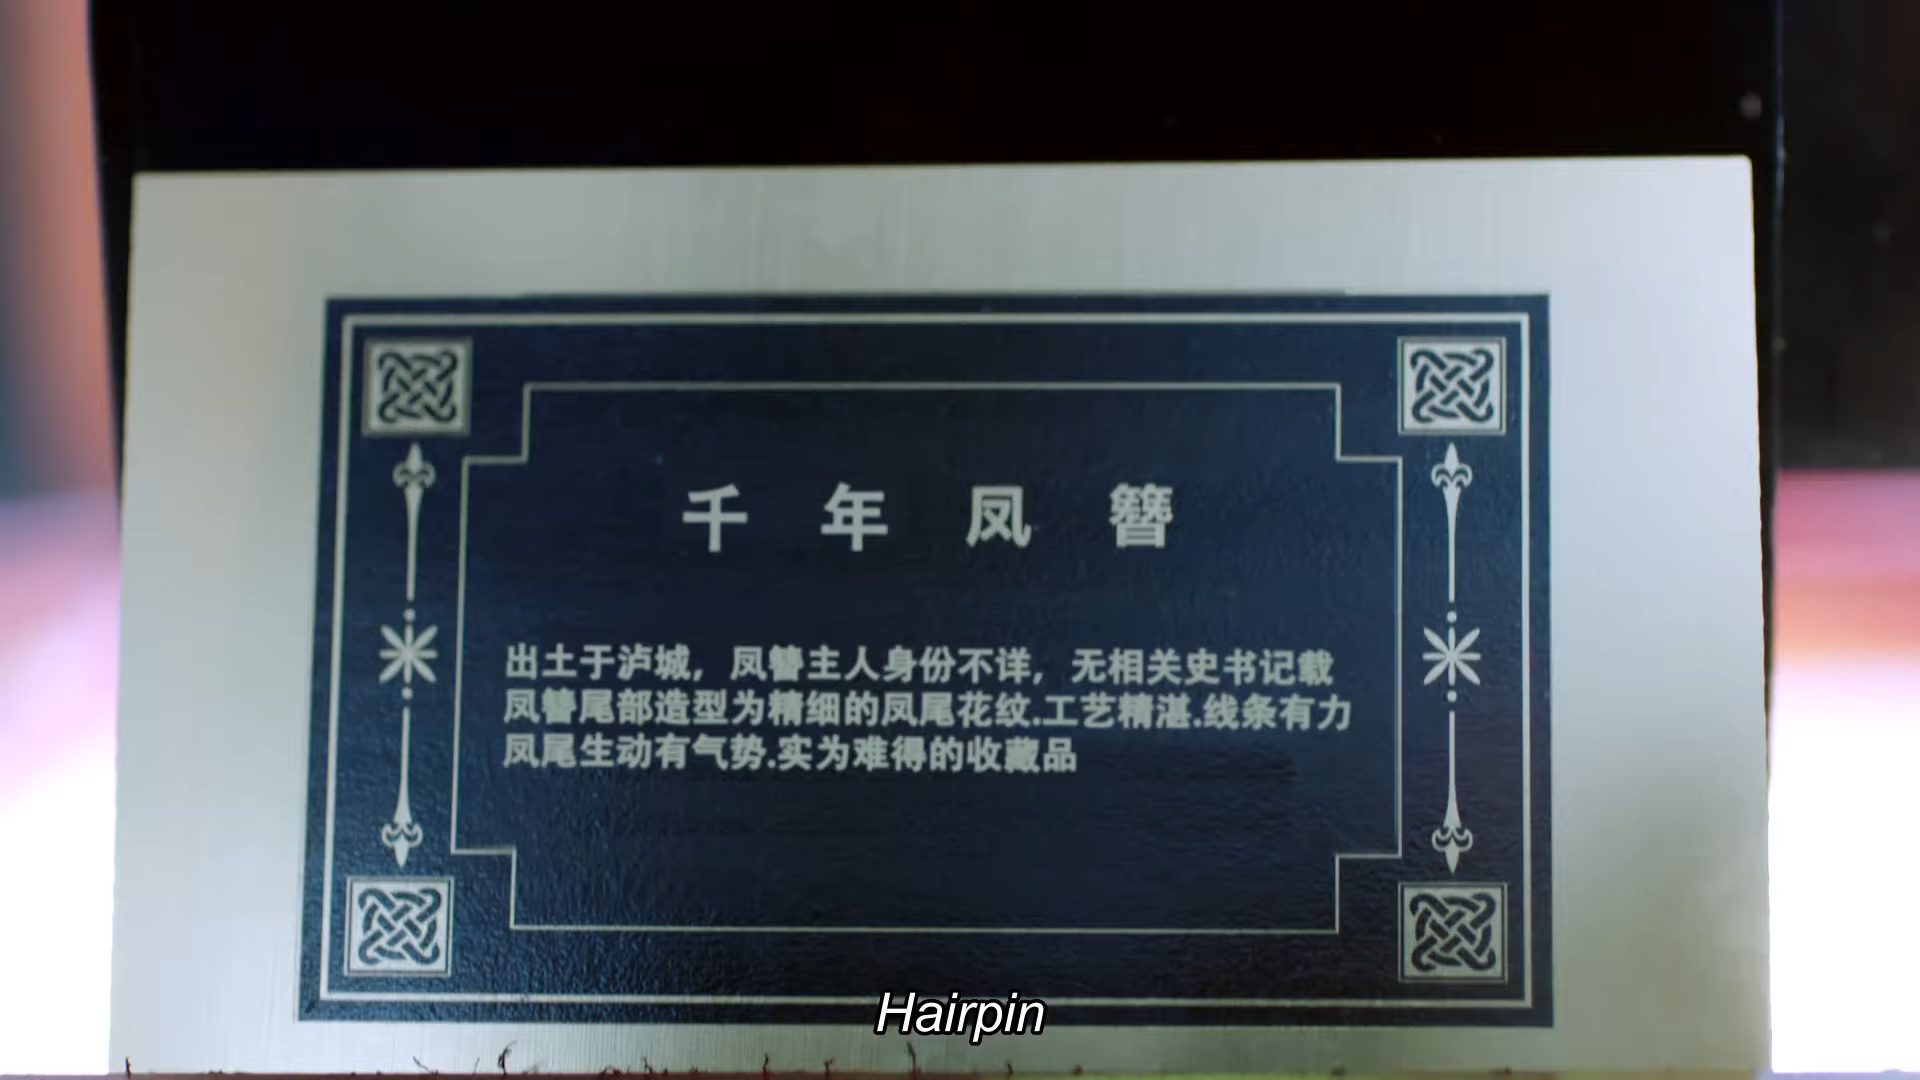 千年凤簪
出土于泸城，凤簪主人身份不详，无相关史书记载
凤簪尾部造型为精细的凤尾花纹.工艺精湛.线条有力
凤尾生动有气势.实为难得的收藏品
Hairpin